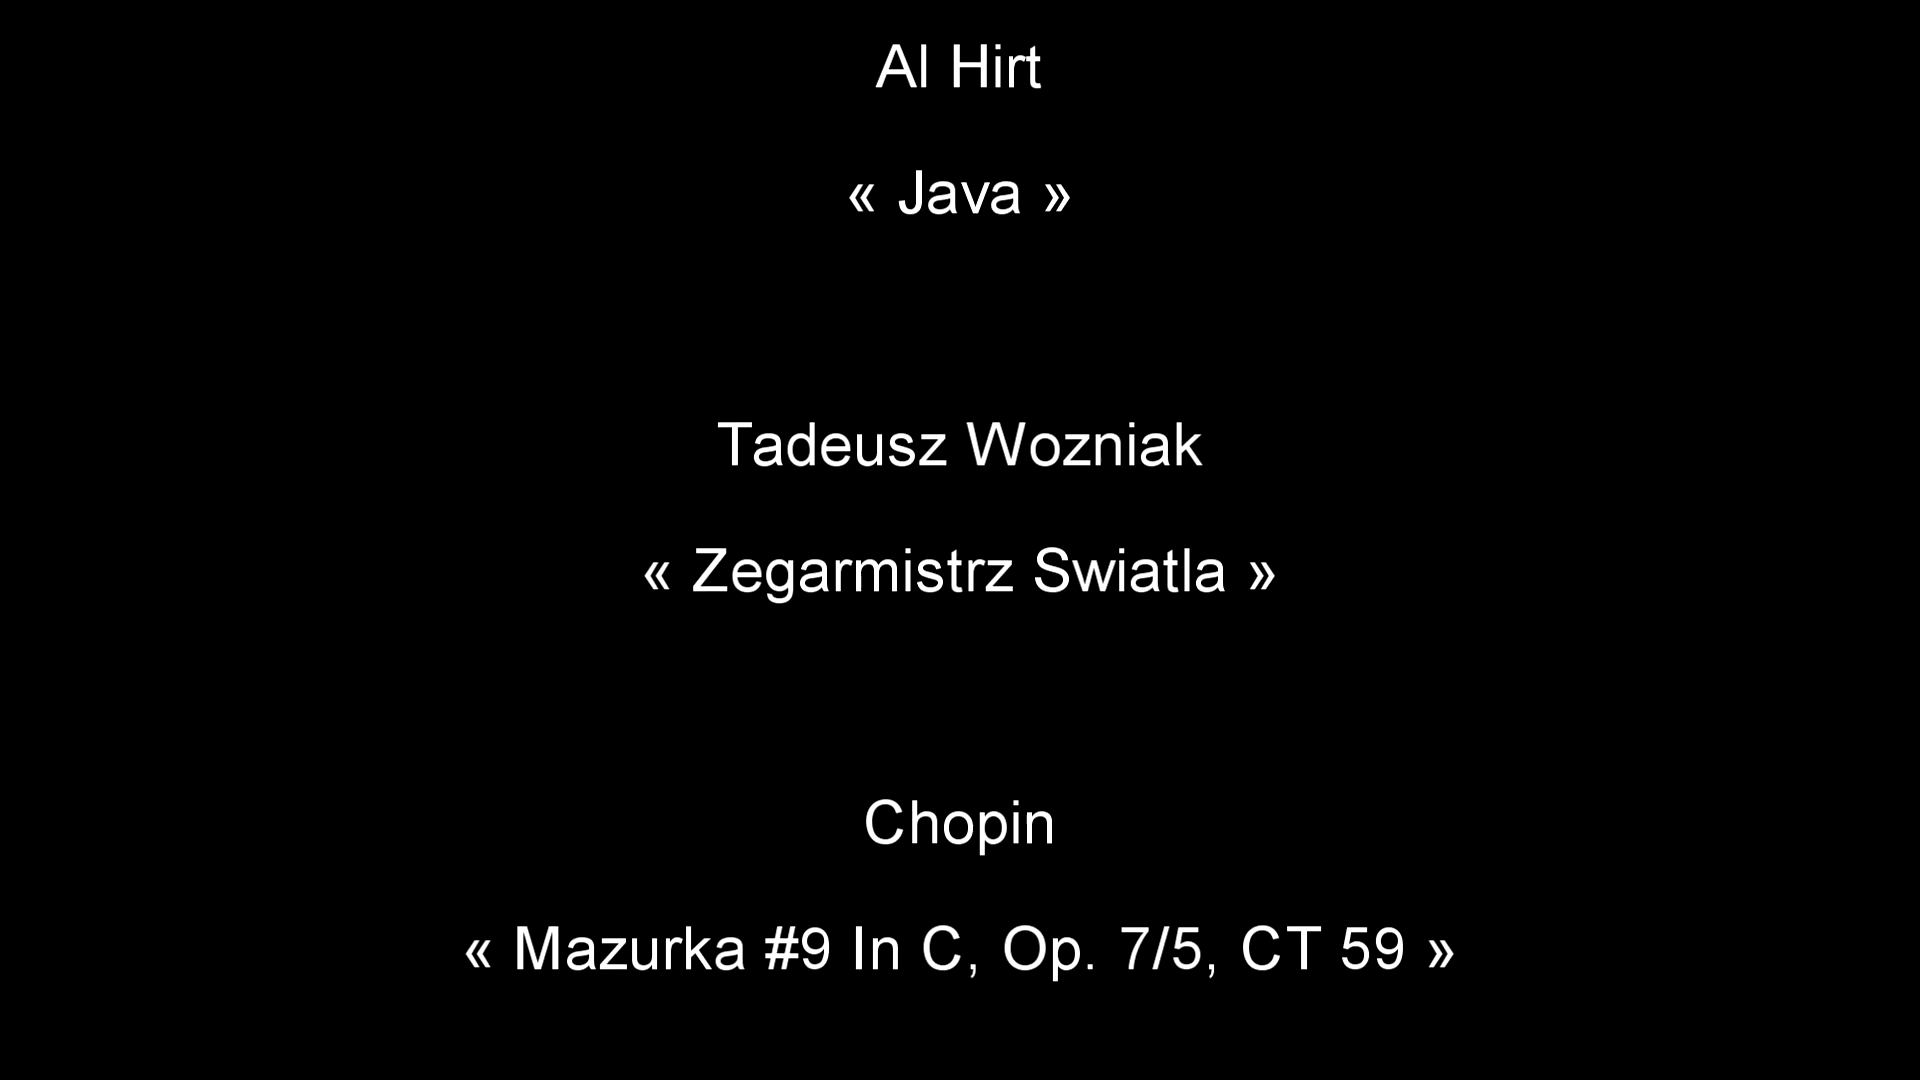 Al Hirt
« Java »
Tadeusz Wozniak
« Zegarmistrz Swiatla »
Chopin
« Mazurka #9 In C, Op. 7/5, CT 59 »